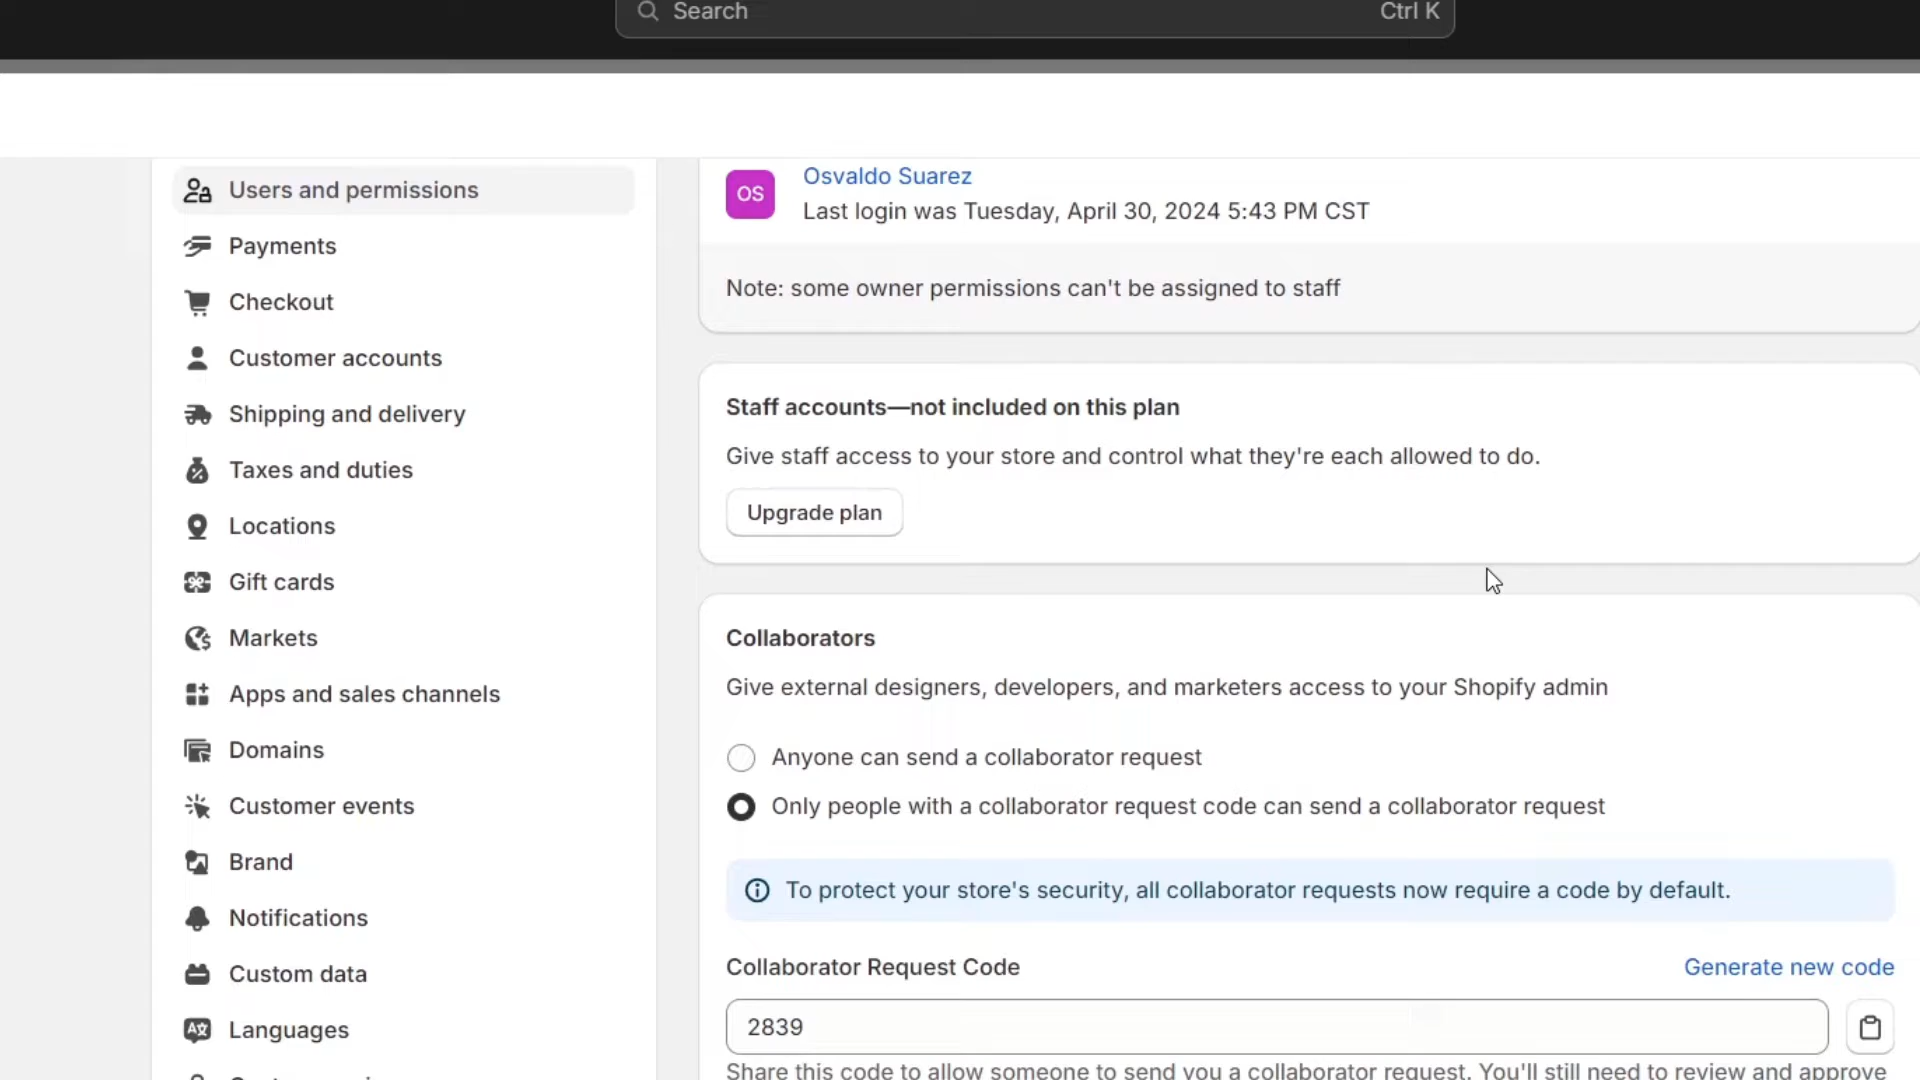 Search
Ctrl K
Users and permissions
Payments
Checkout
Customer accounts
Shipping and delivery
Taxes and duties
Locations
Gift cards
Markets
Apps and sales channels
Domains
Customer events
Brand
Notifications
Custom data
Languages
OS
Osvaldo Suarez
Last login was Tuesday, April 30, 2024 5:43 PM CST
Note: some owner permissions can't be assigned to staff
Staff accounts—not included on this plan
Give staff access to your store and control what they're each allowed to do.
Upgrade plan
Collaborators
Give external designers, developers, and marketers access to your Shopify admin
Anyone can send a collaborator request
Only people with a collaborator request code can send a collaborator request
To protect your store's security, all collaborator requests now require a code by default.
Collaborator Request Code
Generate new code
2839
Share this code to allow someone to send you a collaborator request. You'll still need to review and approve